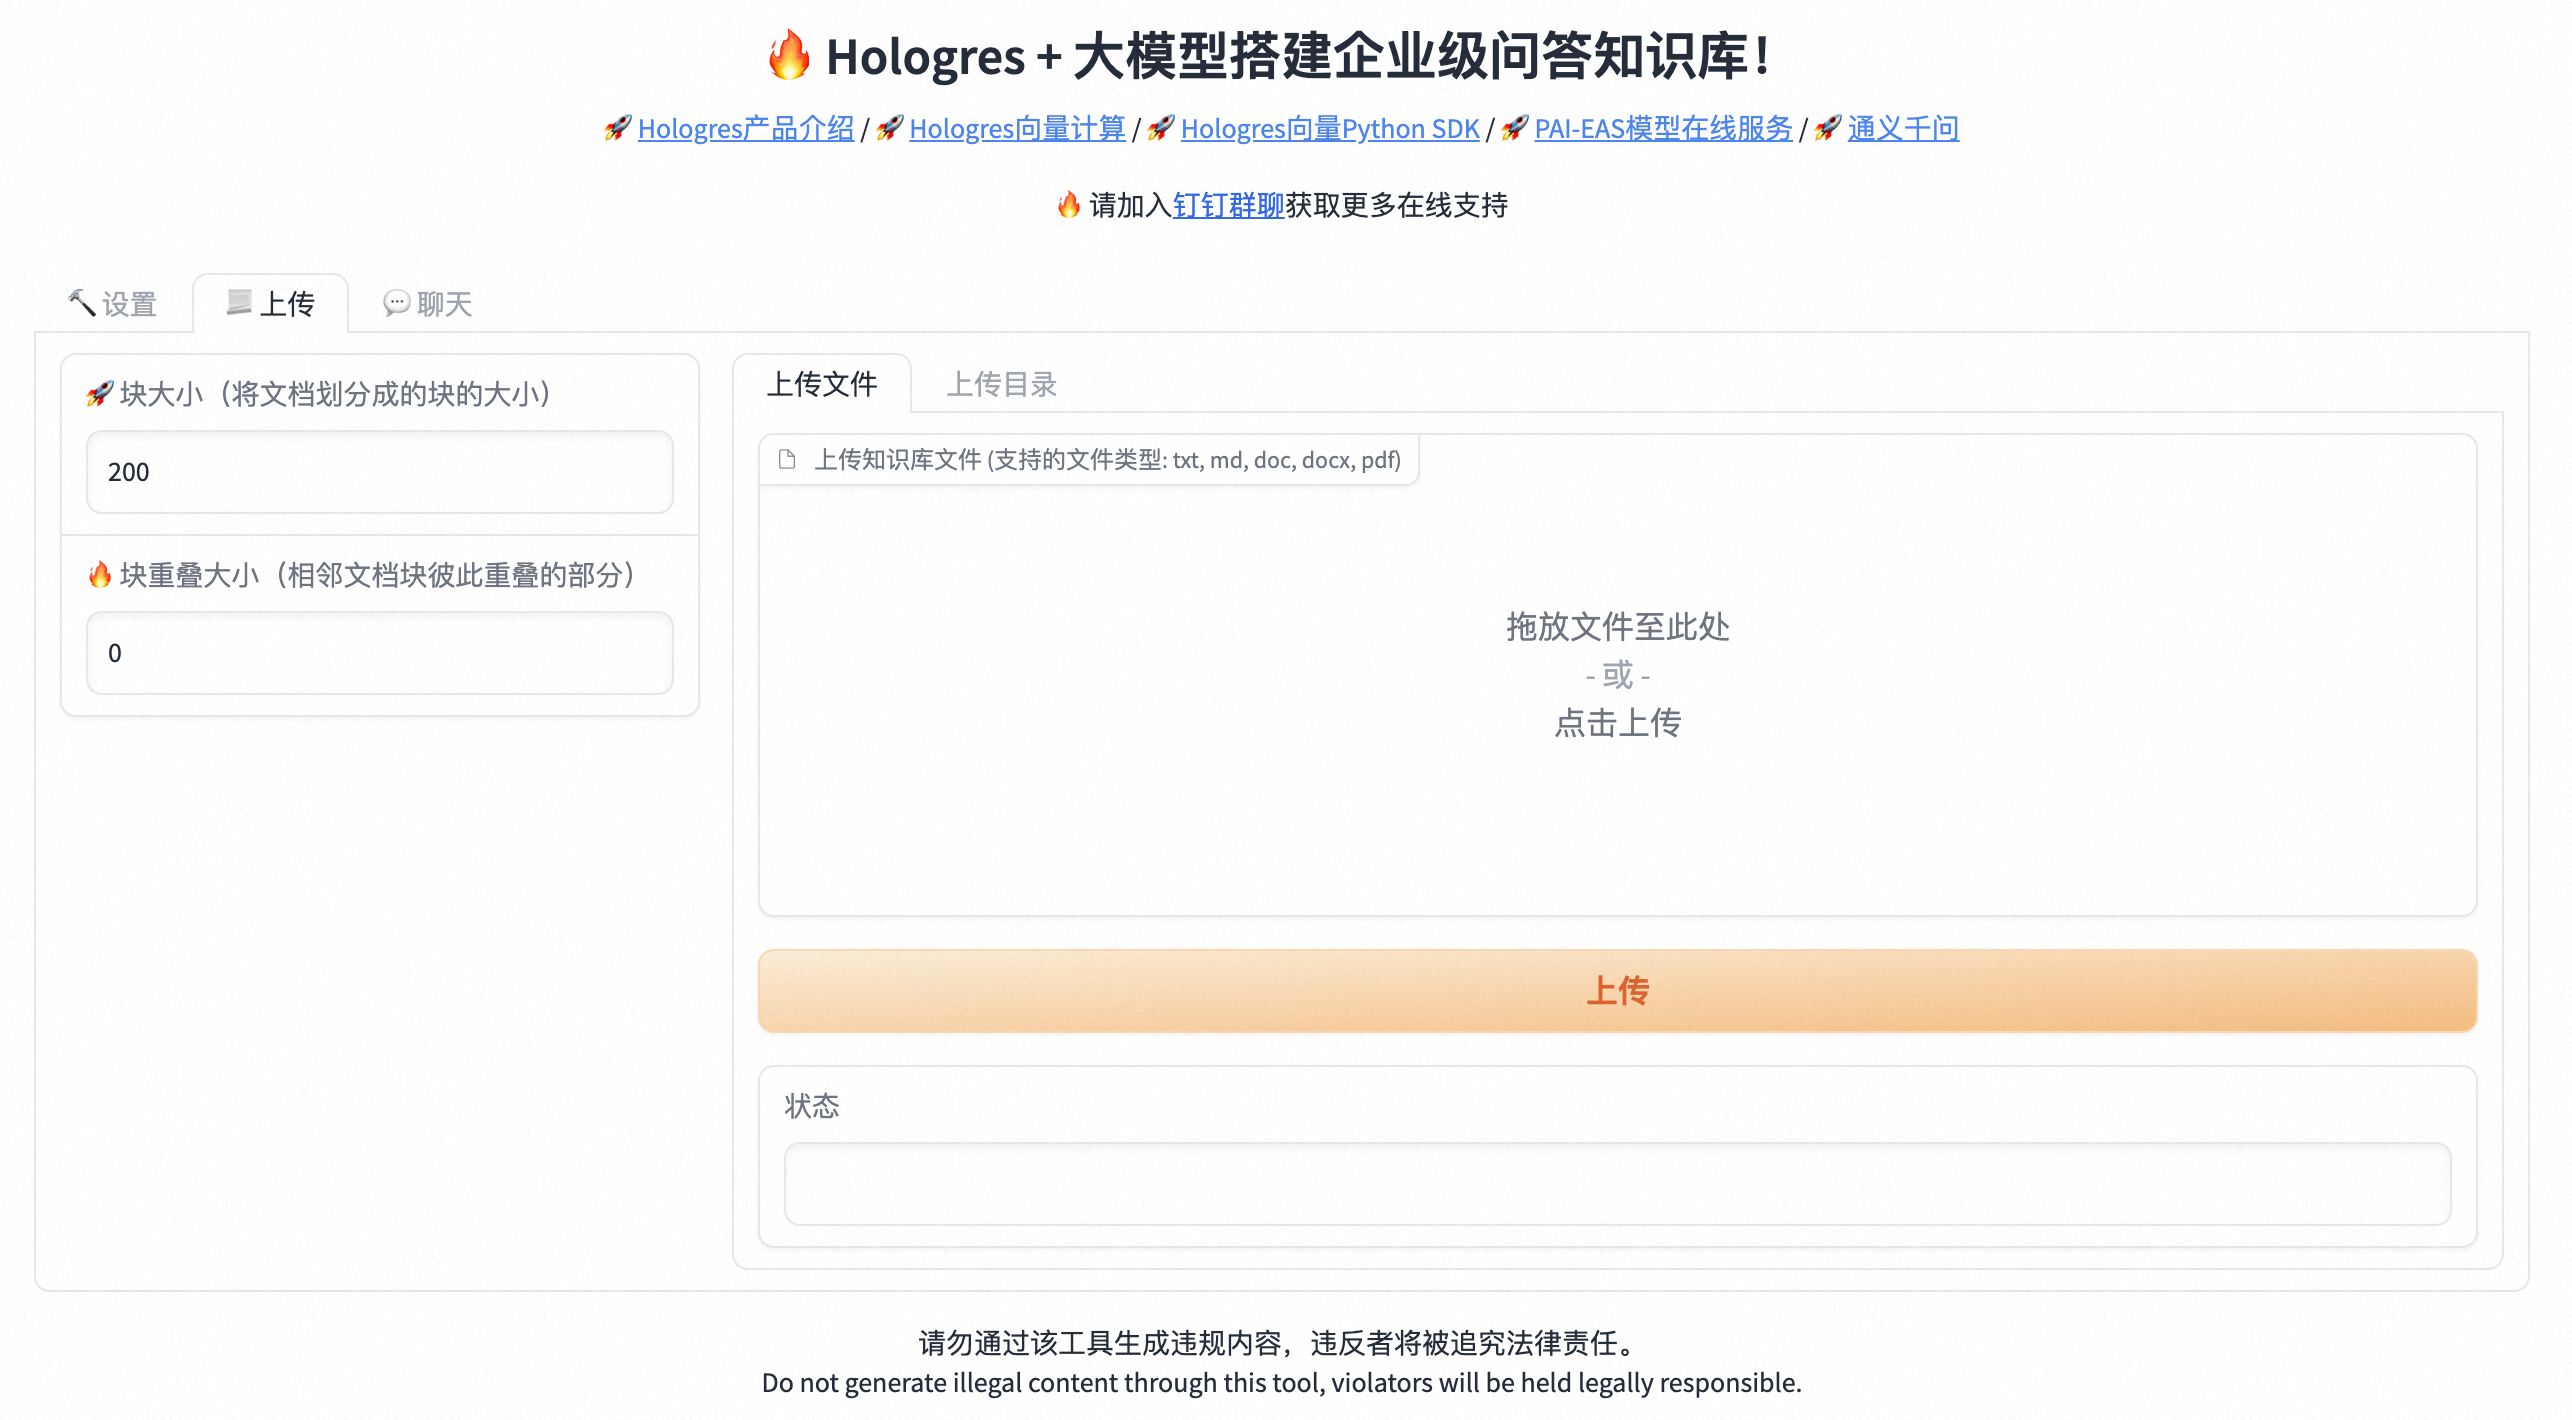 🔥 Hologres + 大模型搭建企业级问答知识库！
🚀 Hologres产品介绍 / 🚀 Hologres向量计算 / 🚀 Hologres向量Python SDK / 🚀 PAI-EAS模型在线服务 / 🚀 通义千问
🔥 请加入钉钉群聊获取更多在线支持
🔨 设置
📃 上传
💬 聊天
🚀 块大小（将文档划分成的块的大小）
200
🔥 块重叠大小（相邻文档块彼此重叠的部分）
0
上传文件
上传目录
上传知识库文件 (支持的文件类型: txt, md, doc, docx, pdf)
拖放文件至此处
- 或 -
点击上传
上传
状态
请勿通过该工具生成违规内容，违反者将被追究法律责任。
Do not generate illegal content through this tool, violators will be held legally responsible.